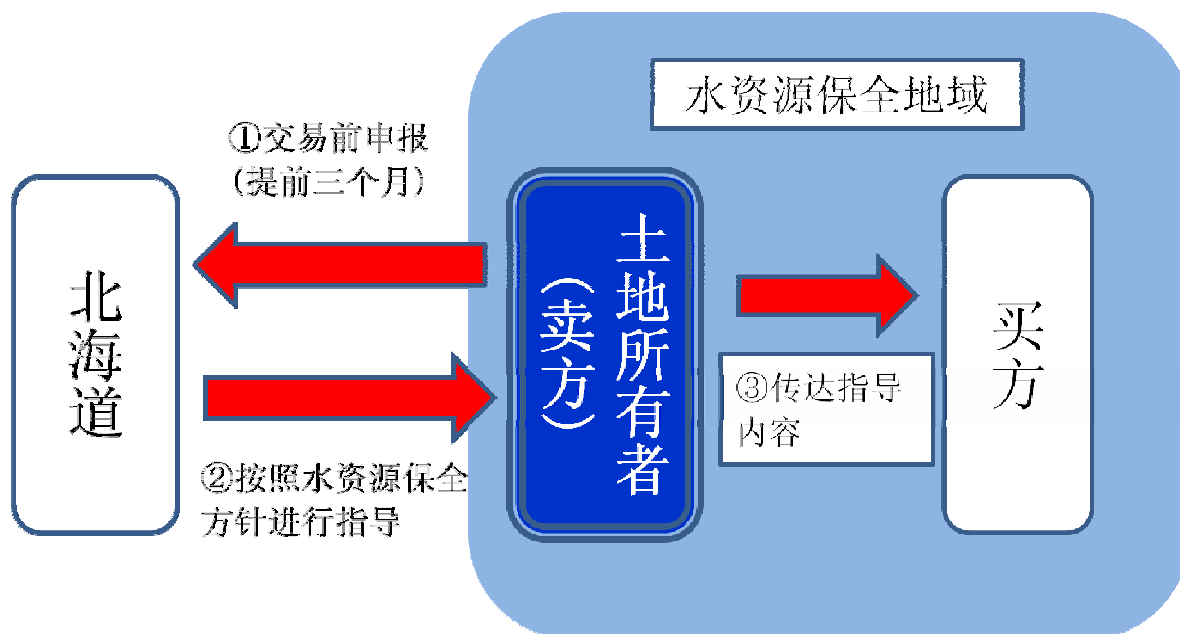 水资源保全地域
①交易前申报
(提前三个月)
北海道
土地所有者
(卖方)
买方
③传达指导
内容
②按照水资源保全
方针进行指导